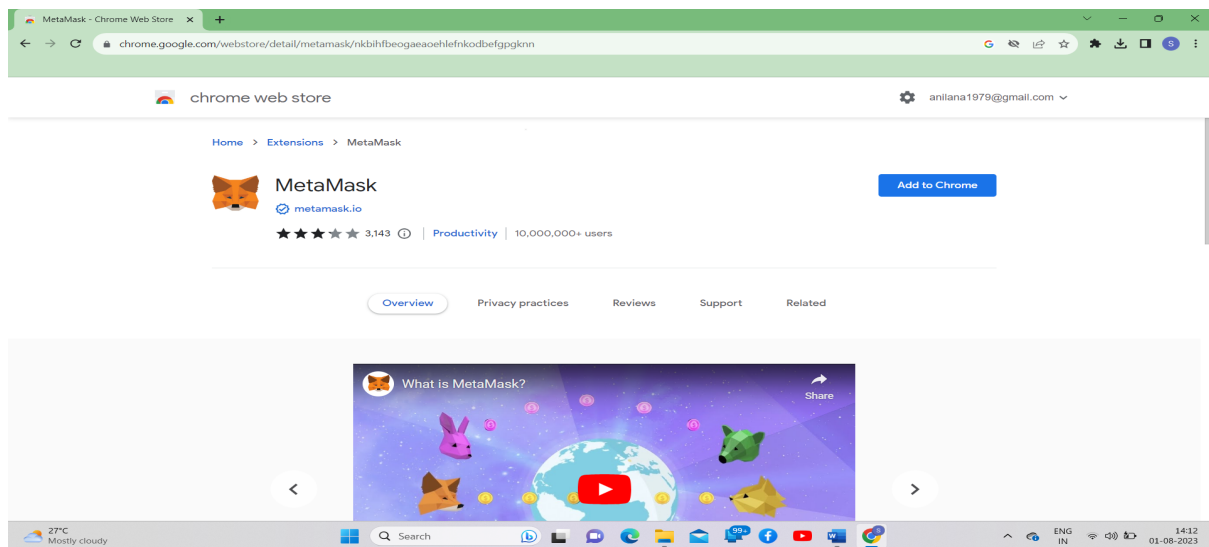 MetaMask - Chrome Web Store
chrome.google.com/webstore/detail/metamask/nkbihfbeogaeaoehlefnkodbefgpgknn
G
S
chrome web store
anilana1979@gmail.com
Home > Extensions > MetaMask
MetaMask
Add to Chrome
metamask.io
3,143 | Productivity | 10,000,000+ users
Overview Privacy practices Reviews Support Related
What is MetaMask?
Share
27°C
Mostly cloudy
Search
99+
ENG
IN
14:12
01-08-2023